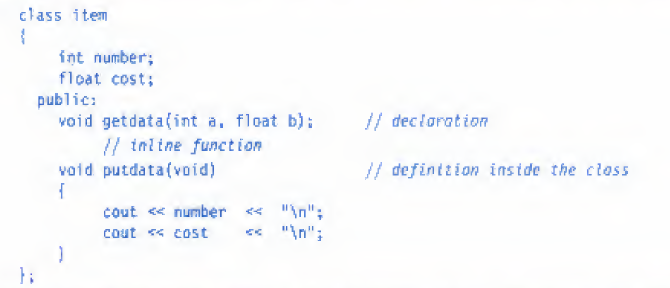 class item
{
    int number;
    float cost;
  public:
    void getdata(int a, float b);      // declaration
        // inline function
    void putdata(void)                 // definition inside the class
    {
        cout << number  <<  "\n";
        cout << cost    <<  "\n";
    }
};